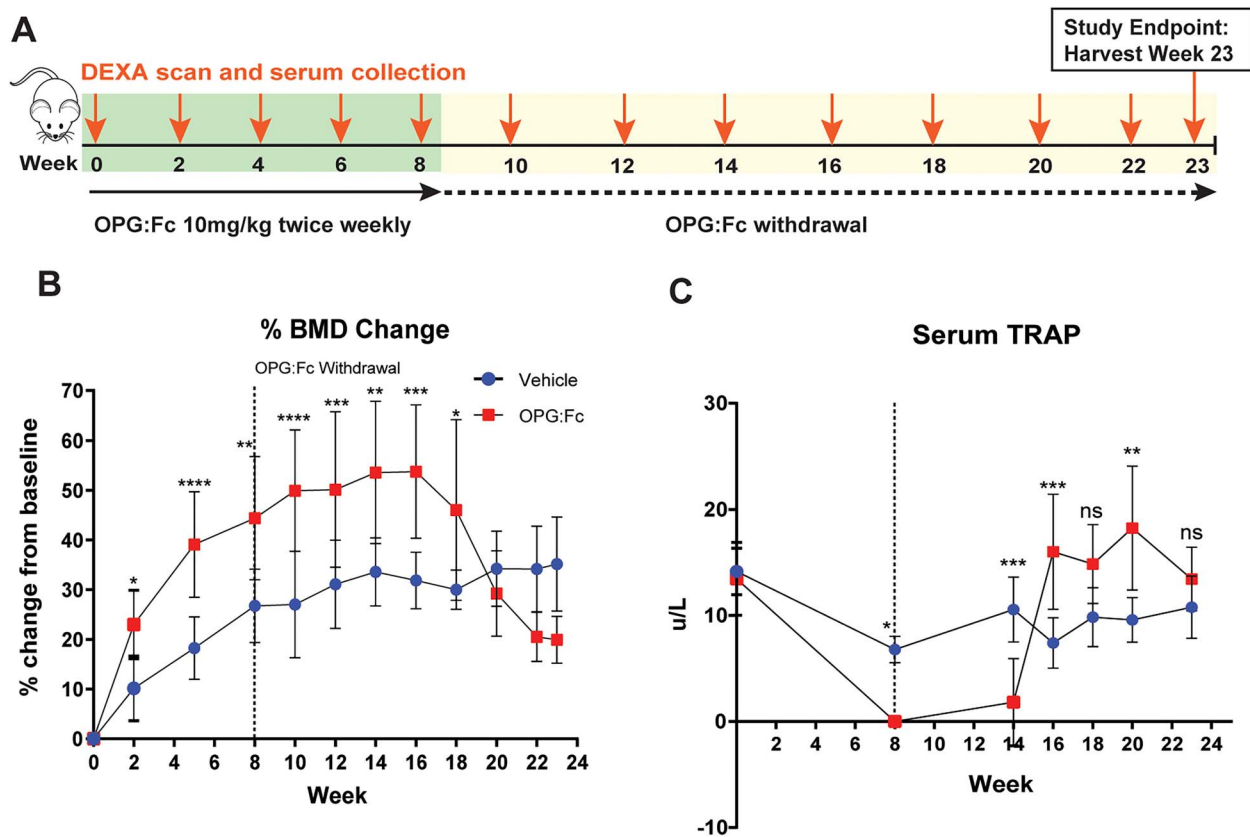 A
Study Endpoint:
Harvest Week 23
DEXA scan and serum collection
Week 0 2 4 6 8 10 12 14 16 18 20 22 23
OPG:Fc 10mg/kg twice weekly
OPG:Fc withdrawal
B
% BMD Change
OPG:Fc Withdrawal
Vehicle
OPG:Fc
% change from baseline
70
60
50
40
30
20
10
0
* **** ** **** *** ** *** *
0 2 4 6 8 10 12 14 16 18 20 22 24
Week
C
Serum TRAP
u/L
30
20
10
0
-10
* *** *** ns ** ns
2 4 6 8 10 12 14 16 18 20 22 24
Week